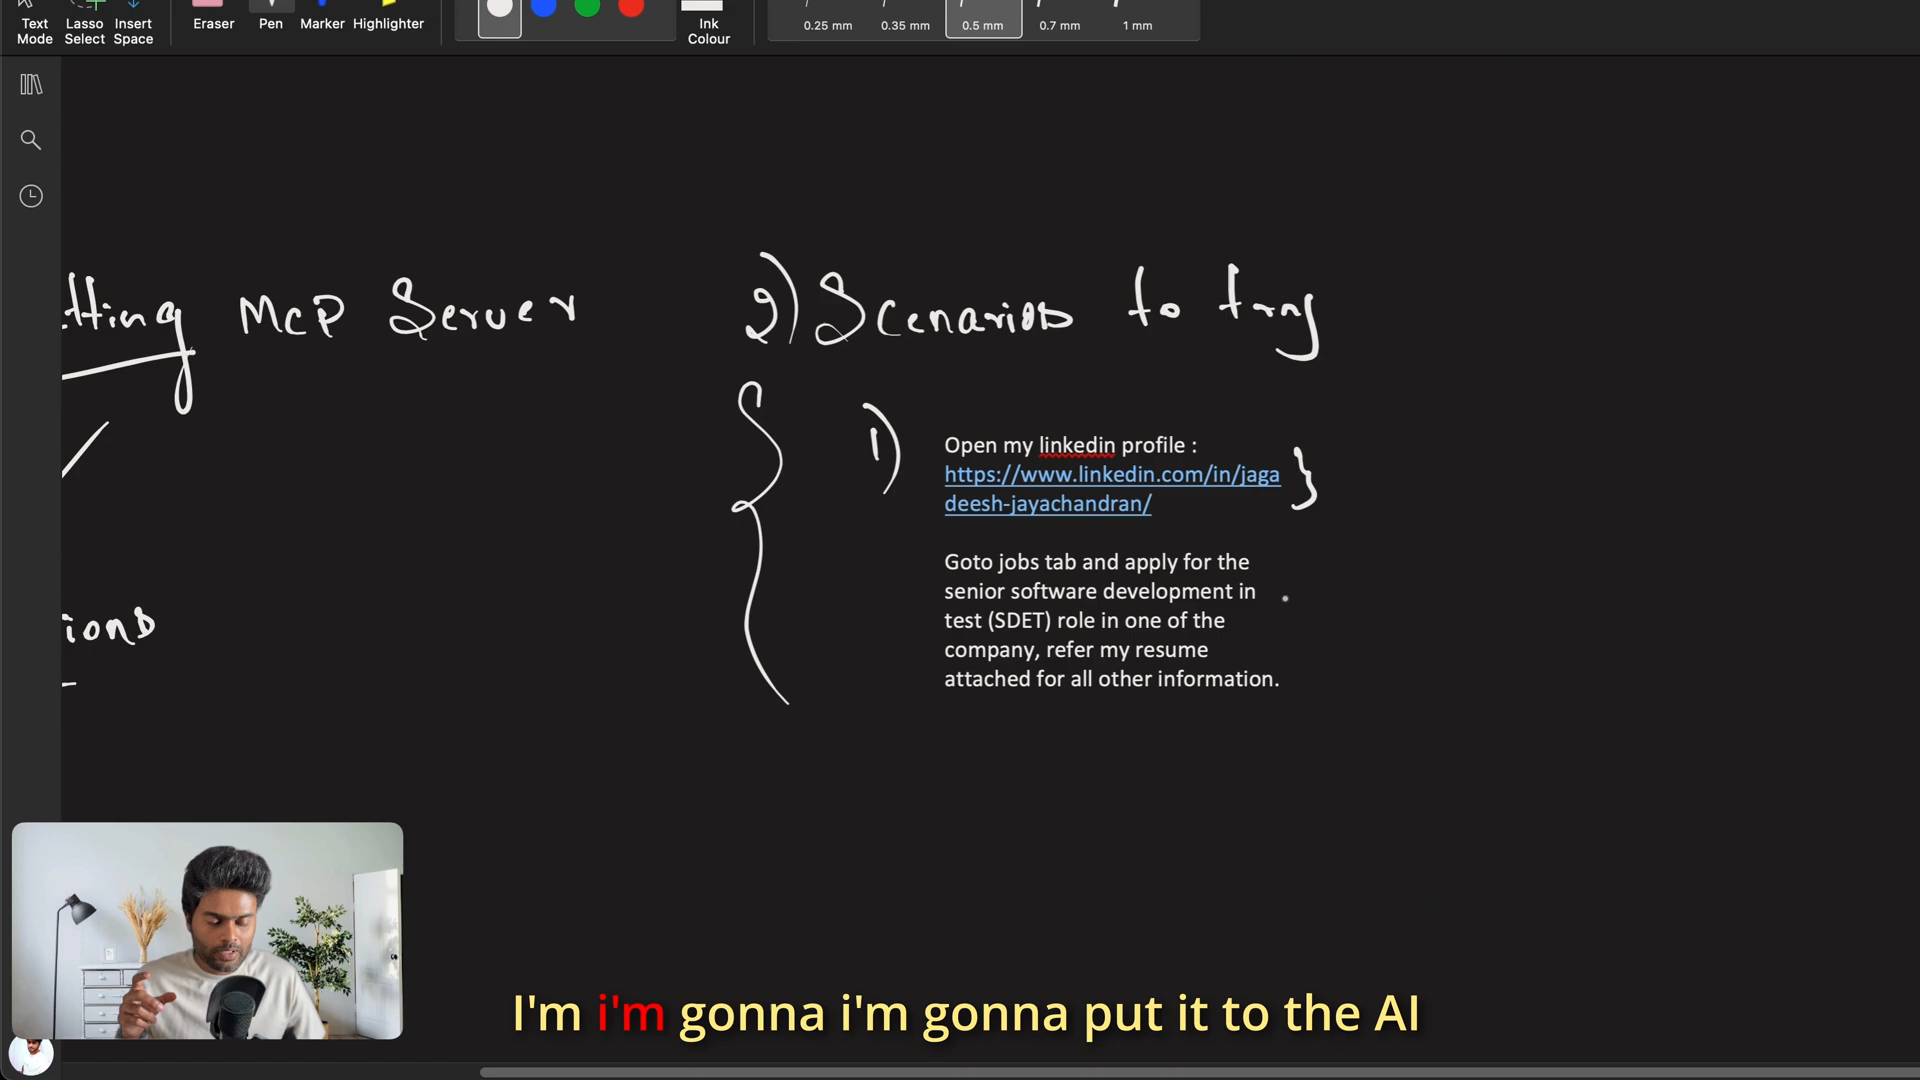 Text Mode
Lasso Select
Insert Space
Eraser
Pen
Marker
Highlighter
Ink Colour
0.25 mm
0.35 mm
0.5 mm
0.7 mm
1 mm
tting MCP Server
2) Scenarios to try
1)
Open my linkedin profile :
https://www.linkedin.com/in/jaga
deesh-jayachandran/
Goto jobs tab and apply for the
senior software development in
test (SDET) role in one of the
company, refer my resume
attached for all other information.
ions
I'm i'm gonna i'm gonna put it to the AI